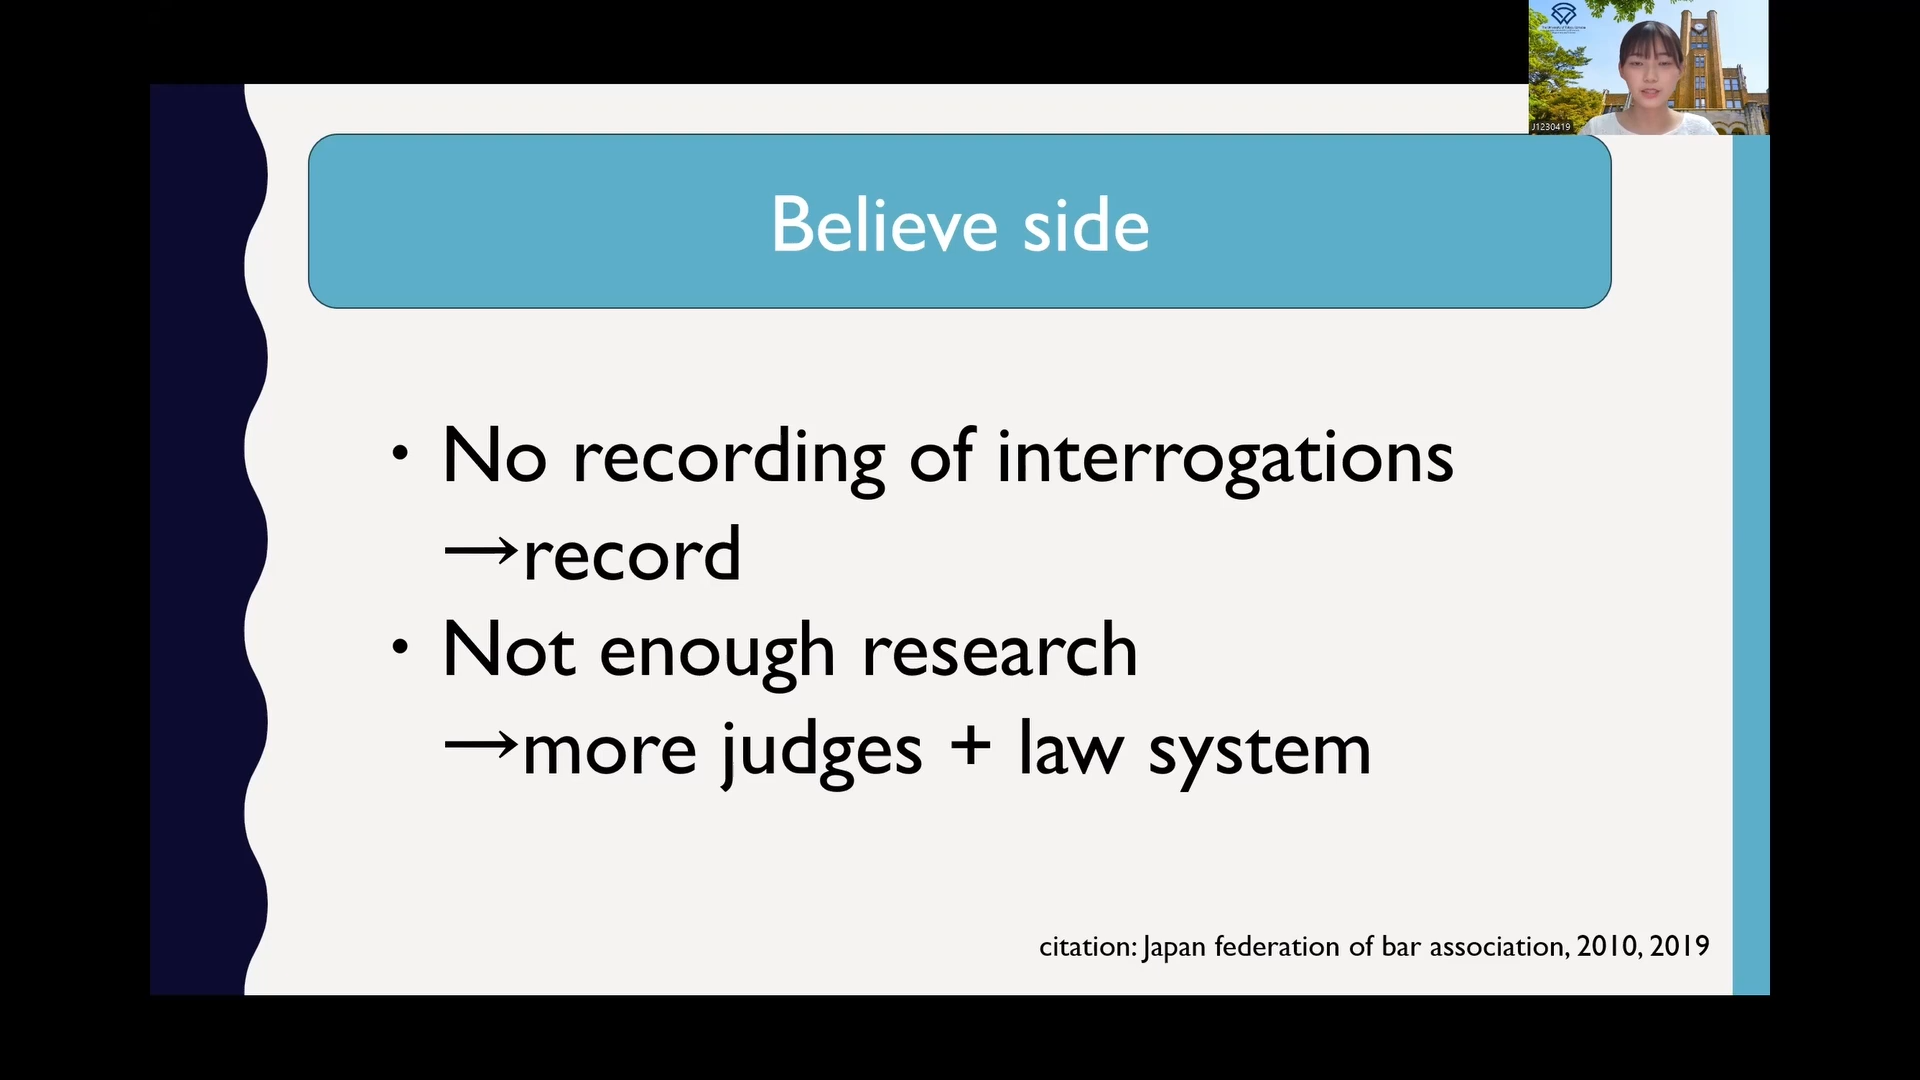 J1230419
Believe side
・No recording of interrogations
→record
・Not enough research
→more judges + law system
citation: Japan federation of bar association, 2010, 2019